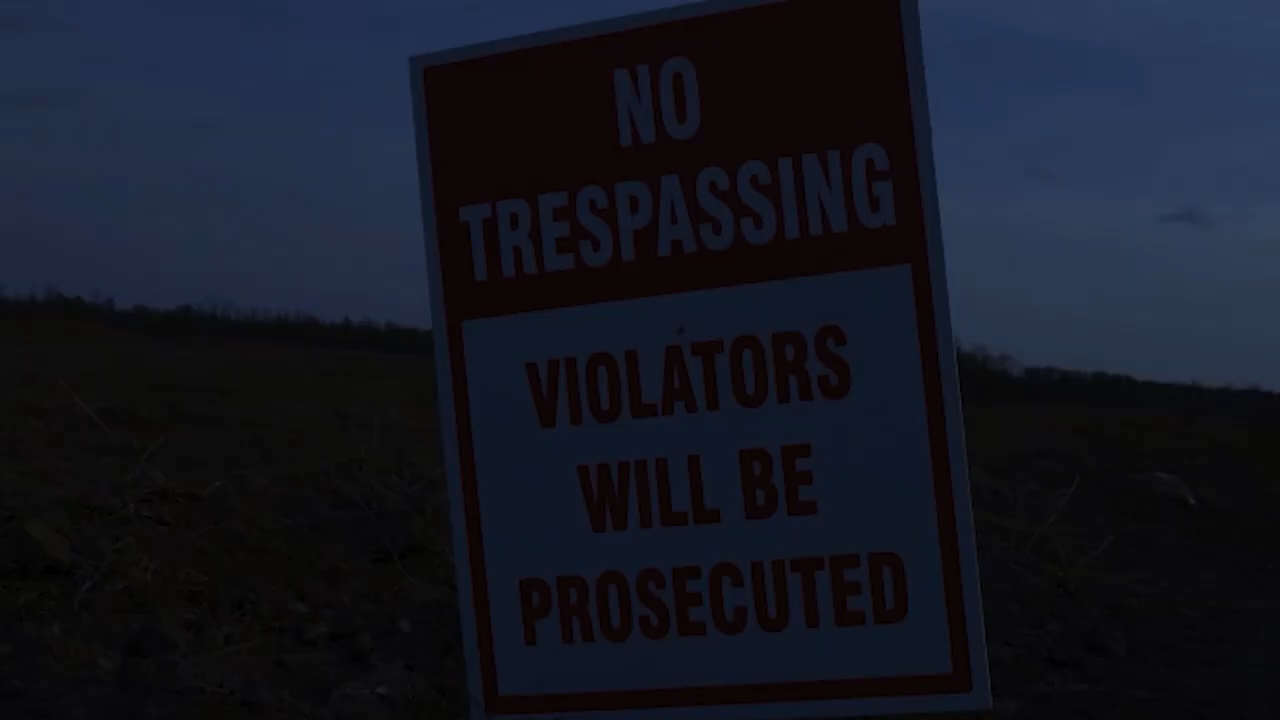 NO
TRESPASSING
VIOLATORS
WILL BE
PROSECUTED